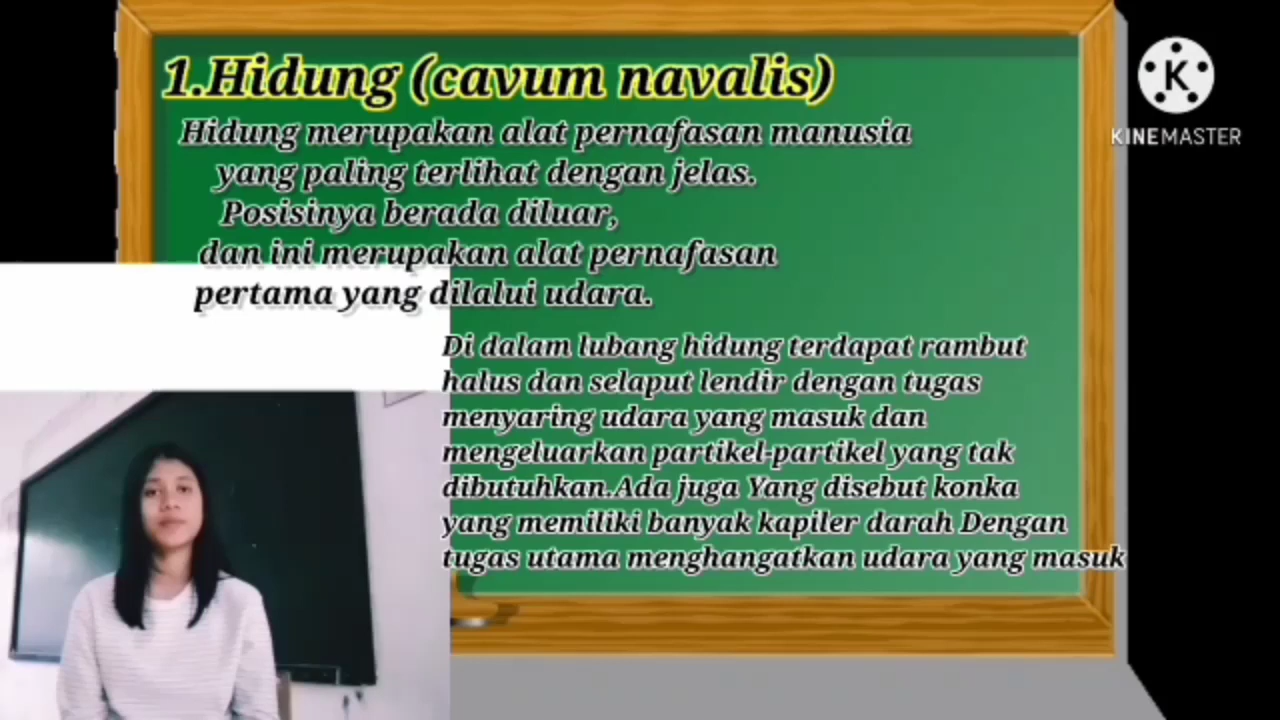 1.Hidung (cavum navalis)
Hidung merupakan alat pernafasan manusia
yang paling terlihat dengan jelas.
Posisinya berada diluar,
dan ini merupakan alat pernafasan
pertama yang dilalui udara.
Di dalam lubang hidung terdapat rambut
halus dan selaput lendir dengan tugas
menyaring udara yang masuk dan
mengeluarkan partikel-partikel yang tak
dibutuhkan.Ada juga Yang disebut konka
yang memiliki banyak kapiler darah Dengan
tugas utama menghangatkan udara yang masuk
K
KINEMASTER